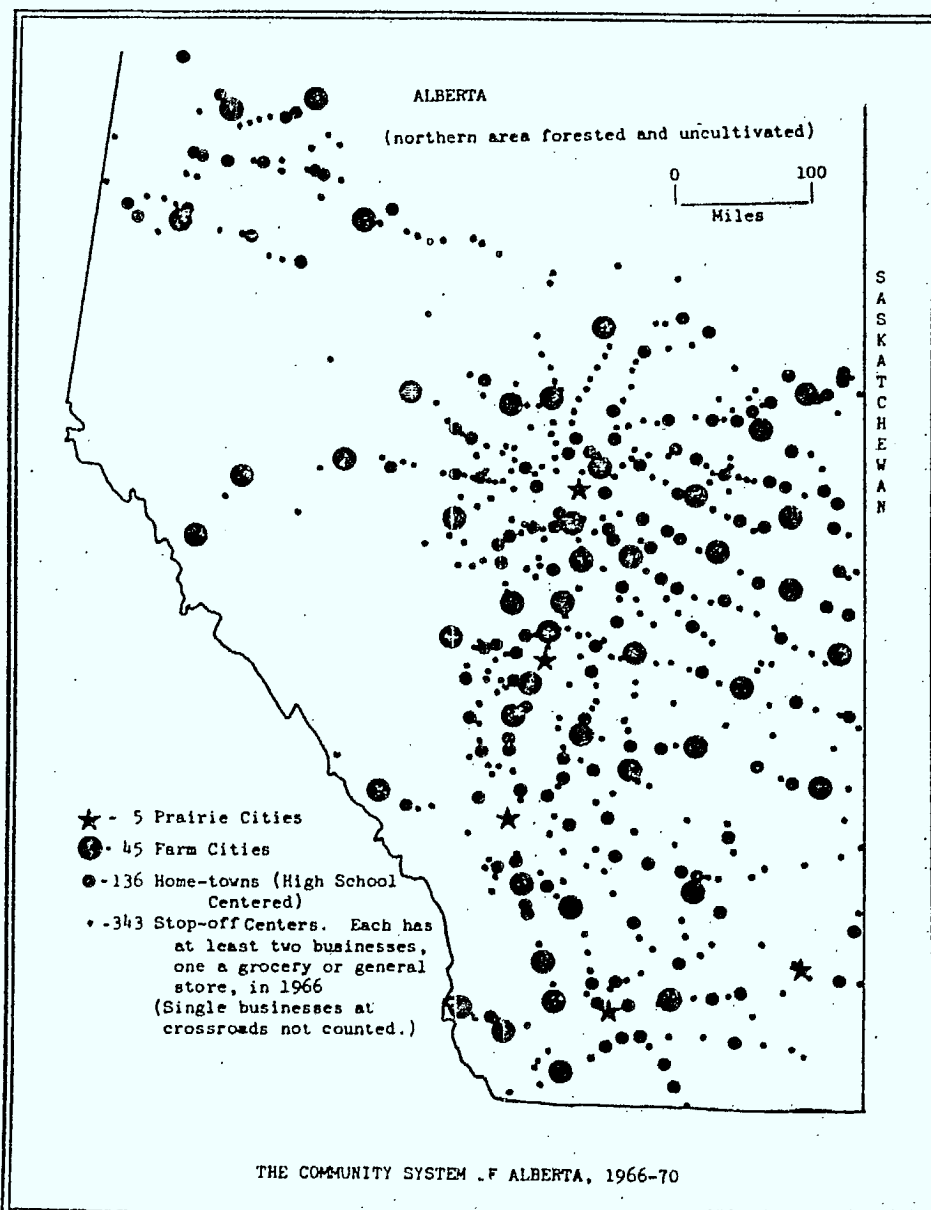 ALBERTA
(northern area forested and uncultivated)
0 100
Miles
SASKATCHEWAN
- 5 Prairie Cities
- 45 Farm Cities
-136 Home-towns (High School
Centered)
-343 Stop-off Centers. Each has
at least two businesses,
one a grocery or general
store, in 1966
(Single businesses at
crossroads not counted.)
THE COMMUNITY SYSTEM .F ALBERTA, 1966-70